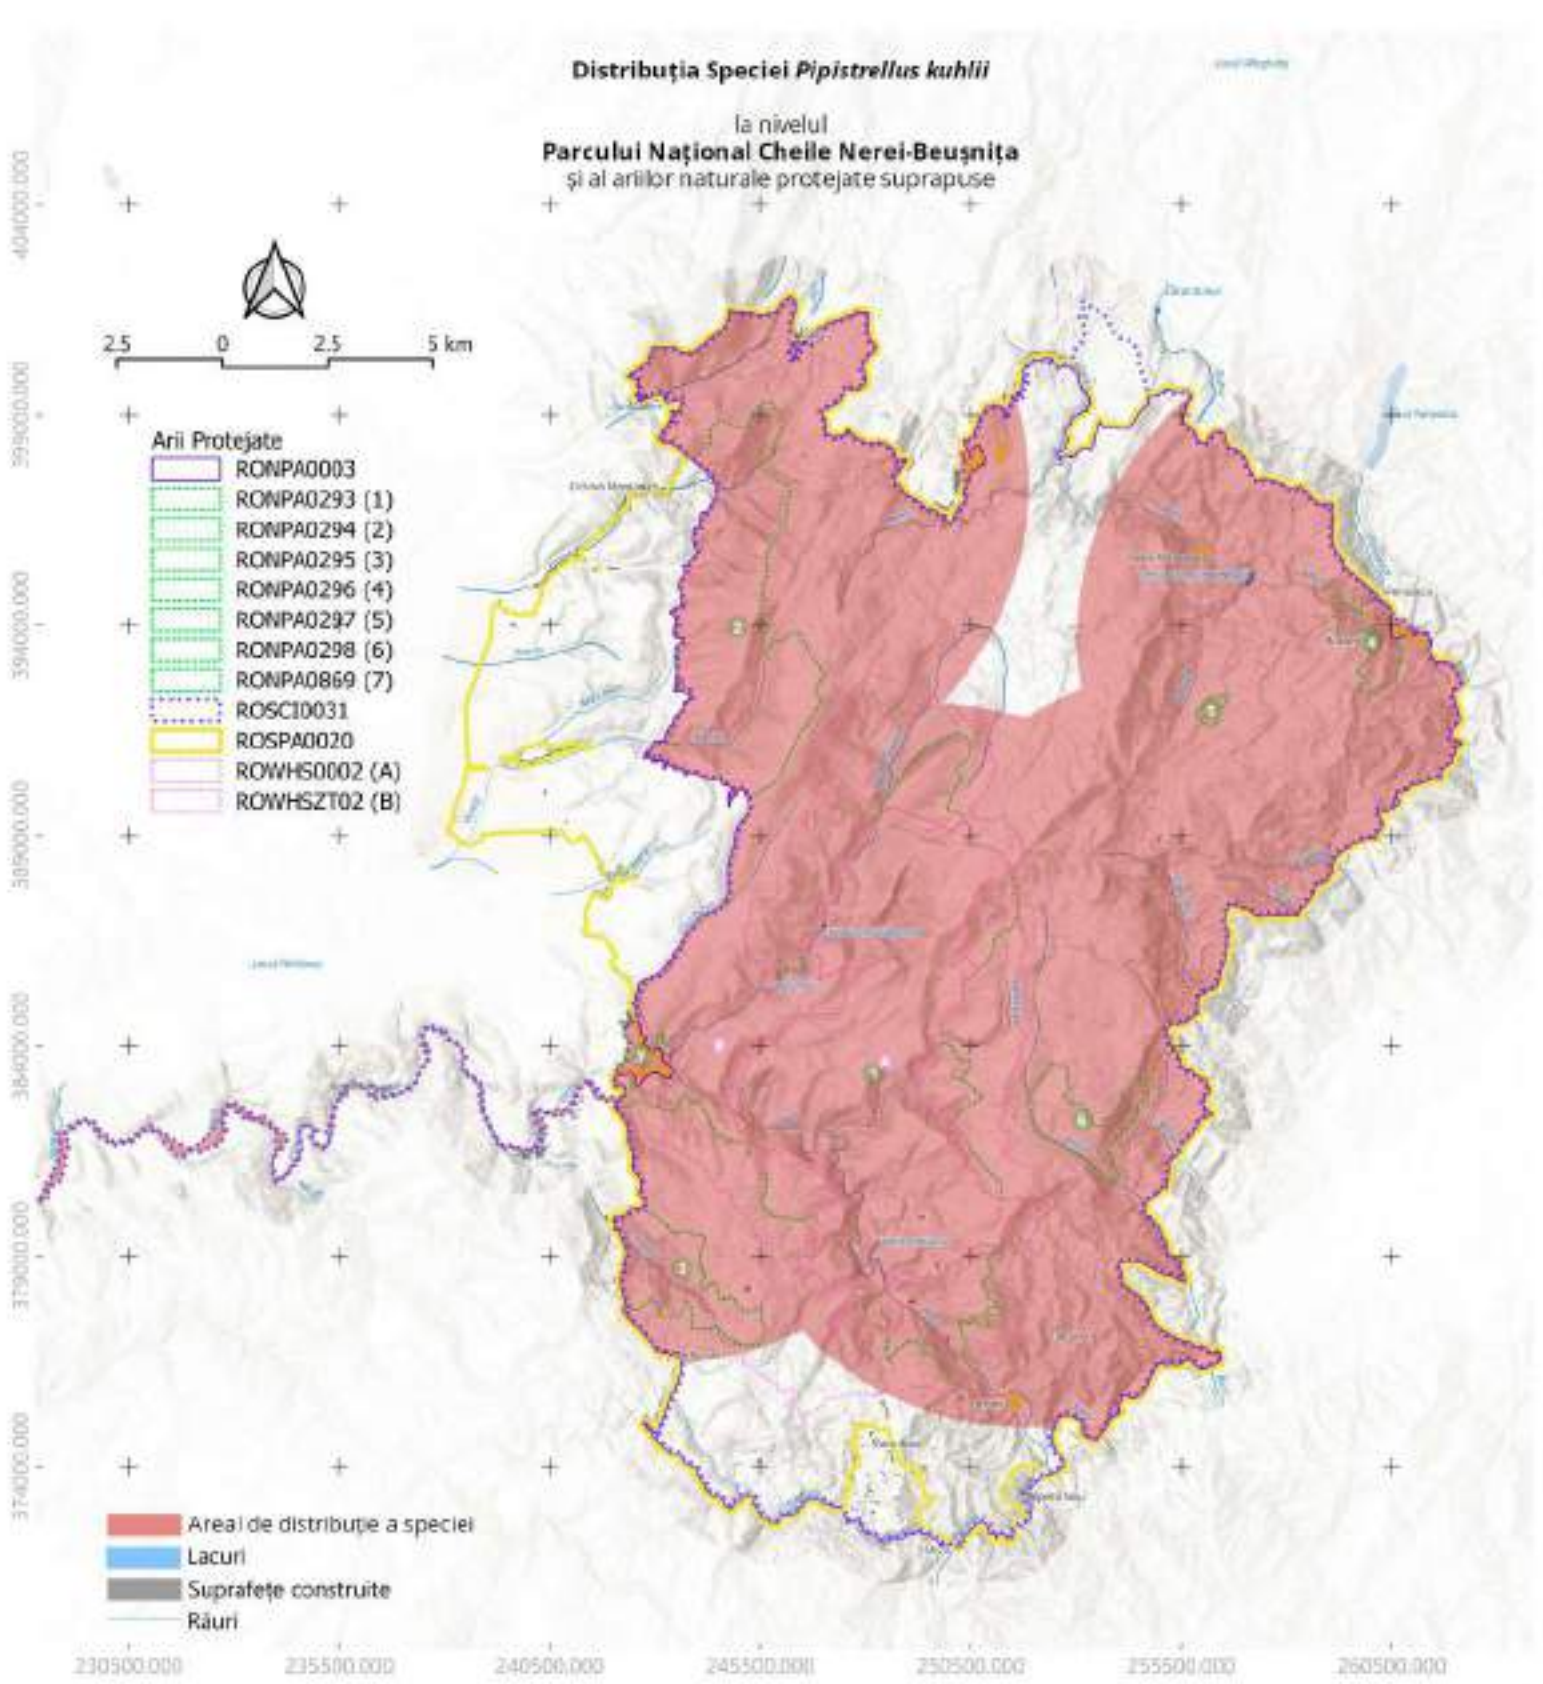 Distribuția Speciei Pipistrellus kuhlii
la nivelul
Parcului Național Cheile Nerei-Beușnița
și al ariilor naturale protejate suprapuse
404000.000
399000.000
394000.000
389000.000
384000.000
379000.000
374000.000
2.5 0 2.5 5 km
Arii Protejate
RONPA0003
RONPA0293 (1)
RONPA0294 (2)
RONPA0295 (3)
RONPA0296 (4)
RONPA0297 (5)
RONPA0298 (6)
RONPA0869 (7)
ROSCI0031
ROSPA0020
ROWHS0002 (A)
ROWHSZT02 (B)
Areal de distribuție a speciei
Lacuri
Suprafețe construite
Râuri
230500.000 235500.000 240500.000 245500.000 250500.000 255500.000 260500.000